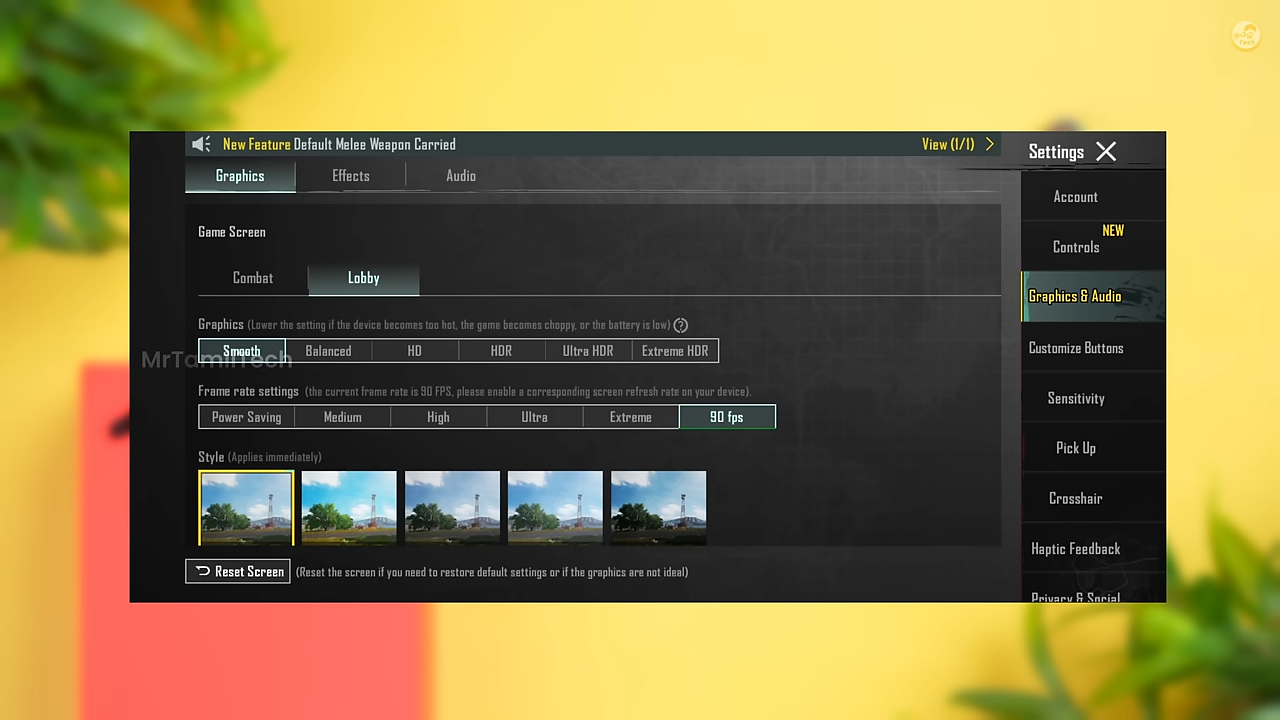 New Feature Default Melee Weapon Carried
View (1/1)
Settings
Graphics
Effects
Audio
Account
NEW
Controls
Graphics & Audio
Customize Buttons
Sensitivity
Pick Up
Crosshair
Haptic Feedback
Privacy & Social
Game Screen
Combat
Lobby
Graphics (Lower the setting if the device becomes too hot, the game becomes choppy, or the battery is low)
Smooth
Balanced
HD
HDR
Ultra HDR
Extreme HDR
MrTamilTech
Frame rate settings (the current frame rate is 90 FPS, please enable a corresponding screen refresh rate on your device).
Power Saving
Medium
High
Ultra
Extreme
90 fps
Style (Applies immediately)
Reset Screen
(Reset the screen if you need to restore default settings or if the graphics are not ideal)